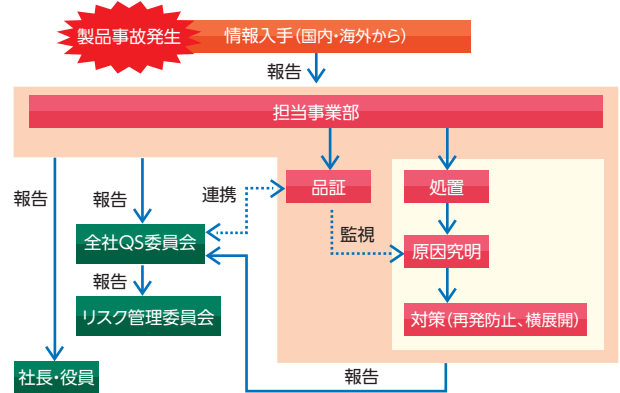 製品事故発生
情報入手(国内・海外から)
報告
担当事業部
報告
報告
連携
品証
処置
監視
全社QS委員会
原因究明
報告
リスク管理委員会
対策(再発防止、横展開)
社長・役員
報告